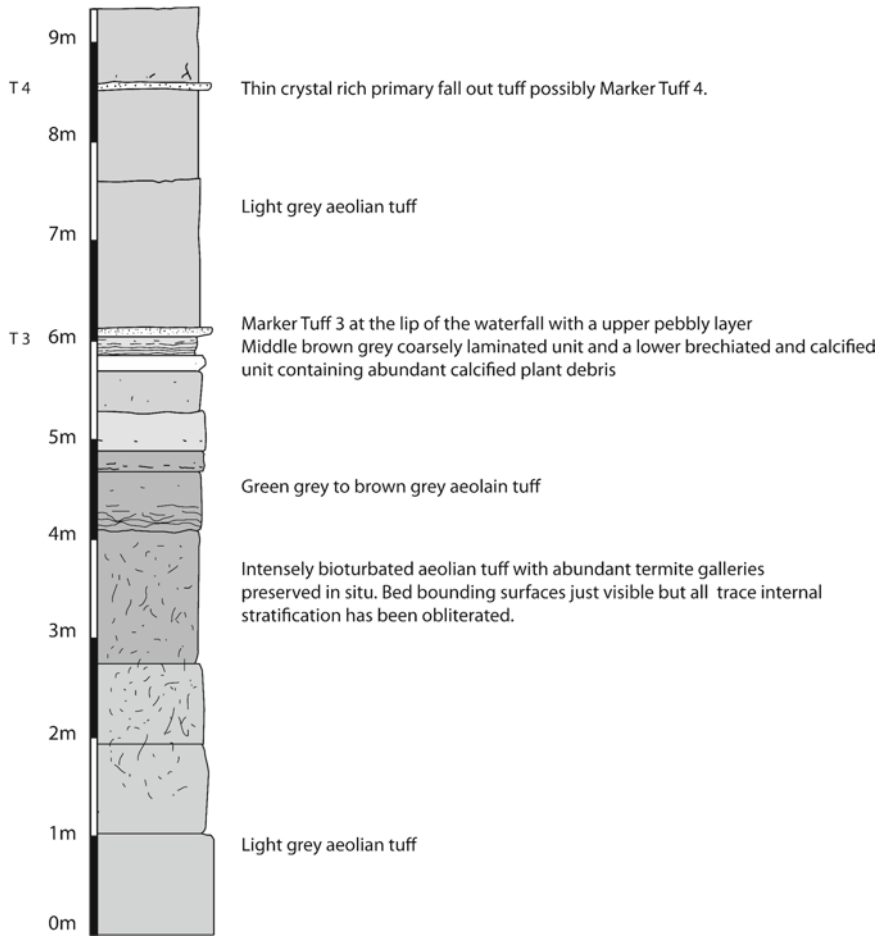 9m
T 4
Thin crystal rich primary fall out tuff possibly Marker Tuff 4.
8m
Light grey aeolian tuff
7m
Marker Tuff 3 at the lip of the waterfall with a upper pebbly layer
T 3
6m
Middle brown grey coarsely laminated unit and a lower brechiated and calcified
unit containing abundant calcified plant debris
5m
Green grey to brown grey aeolain tuff
4m
Intensely bioturbated aeolian tuff with abundant termite galleries
preserved in situ. Bed bounding surfaces just visible but all trace internal
stratification has been obliterated.
3m
2m
1m
Light grey aeolian tuff
0m